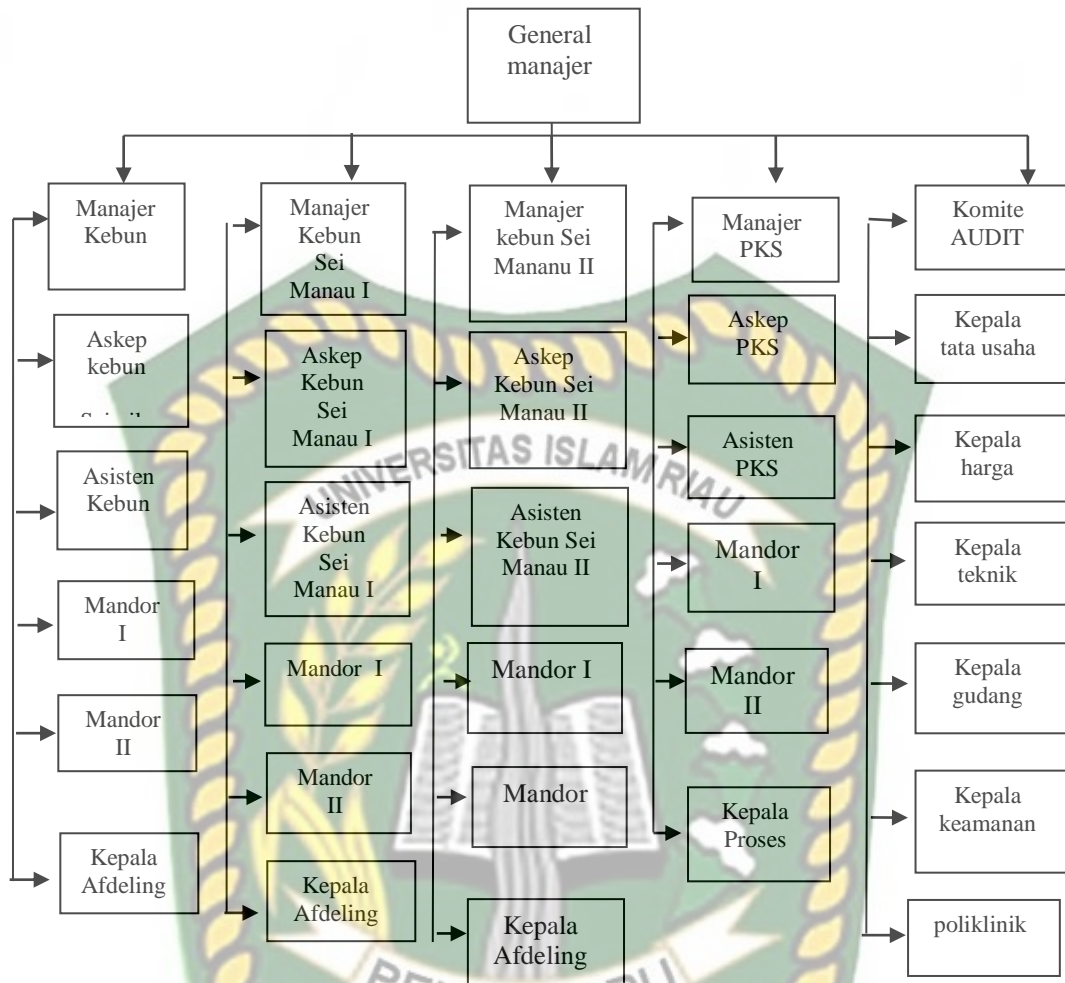 General
manajer
Manajer
Kebun
Askep
kebun
Asisten
Kebun
Mandor
I
Mandor
II
Kepala
Afdeling
Manajer
Kebun
Sei
Manau I
Askep
Kebun
Sei
Manau I
Asisten
Kebun
Sei
Manau I
Mandor I
Mandor
II
Kepala
Afdeling
Manajer
kebun Sei
Mananu II
Askep
Kebun Sei
Manau II
Asisten
Kebun Sei
Manau II
Mandor I
Mandor
Kepala
Afdeling
Manajer
PKS
Askep
PKS
Asisten
PKS
Mandor
I
Mandor
II
Kepala
Proses
Komite
AUDIT
Kepala
tata usaha
Kepala
harga
Kepala
teknik
Kepala
gudang
Kepala
keamanan
poliklinik
UNIVERSITAS ISLAM RIAU